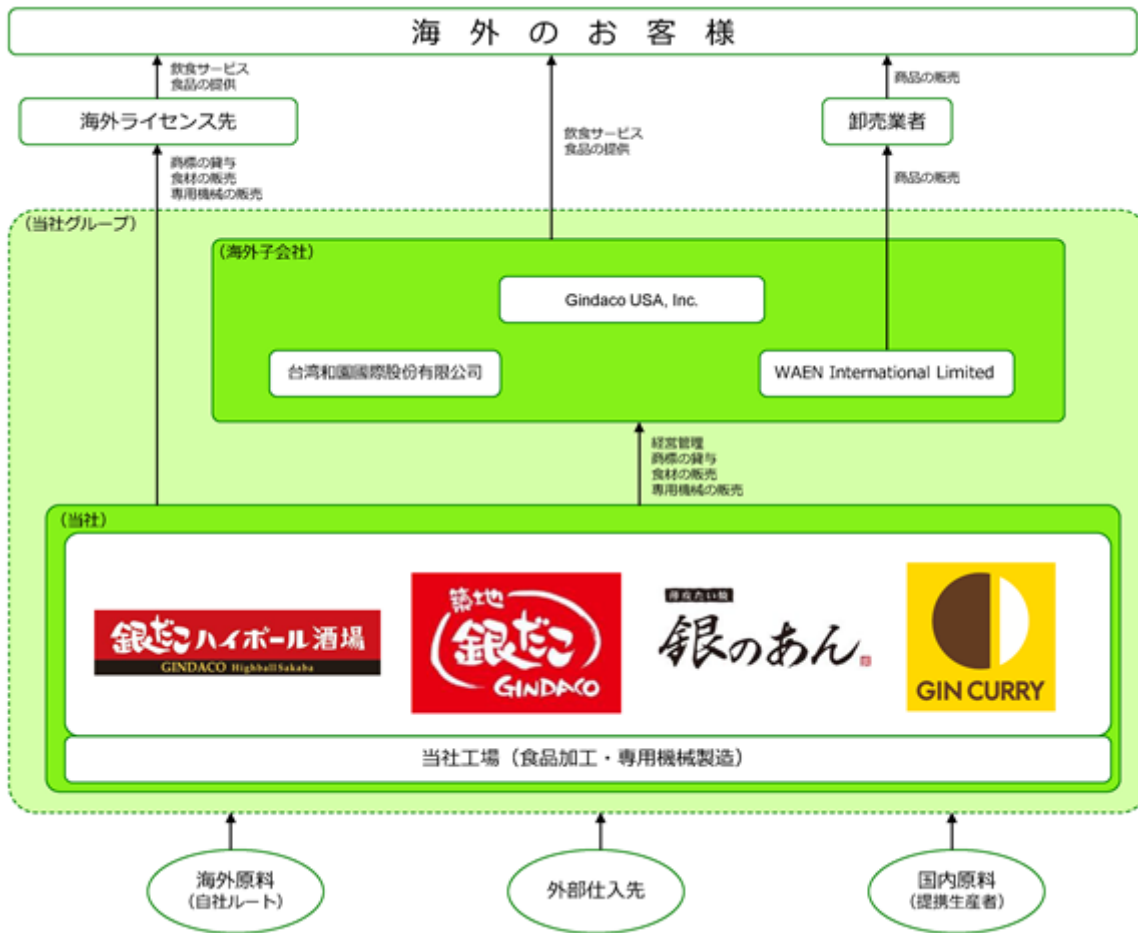 海外のお客様
飲食サービス
食品の提供
商品の販売
海外ライセンス先
卸売業者
飲食サービス
食品の提供
商標の貸与
食材の販売
専用機械の販売
商品の販売
(当社グループ)
(海外子会社)
Gindaco USA, Inc.
台湾和園國際股份有限公司
WAEN International Limited
経営管理
商標の貸与
食材の販売
専用機械の販売
(当社)
銀だこハイボール酒場
GINDACO HighballSakaba
築地
銀だこ
GINDACO
薄皮たい焼
銀のあん
GIN CURRY
当社工場(食品加工・専用機械製造)
海外原料
(自社ルート)
外部仕入先
国内原料
(提携生産者)